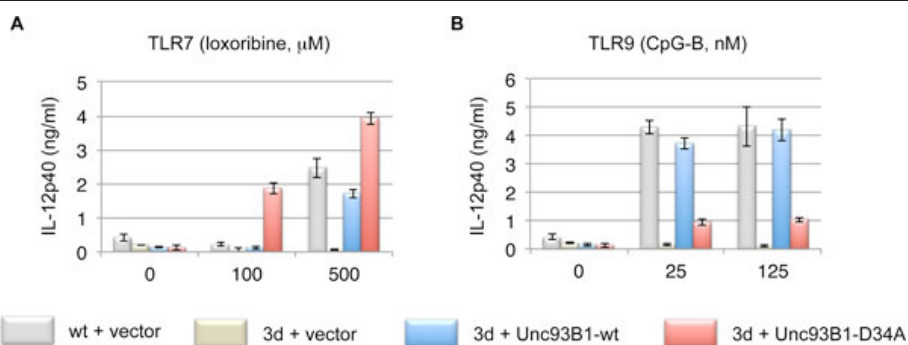 A
TLR7 (loxoribine, μM)
IL-12p40 (ng/ml)
5
4
3
2
1
0
0 100 500
B
TLR9 (CpG-B, nM)
IL-12p40 (ng/ml)
6
5
4
3
2
1
0
0 25 125
wt + vector 3d + vector 3d + Unc93B1-wt 3d + Unc93B1-D34A